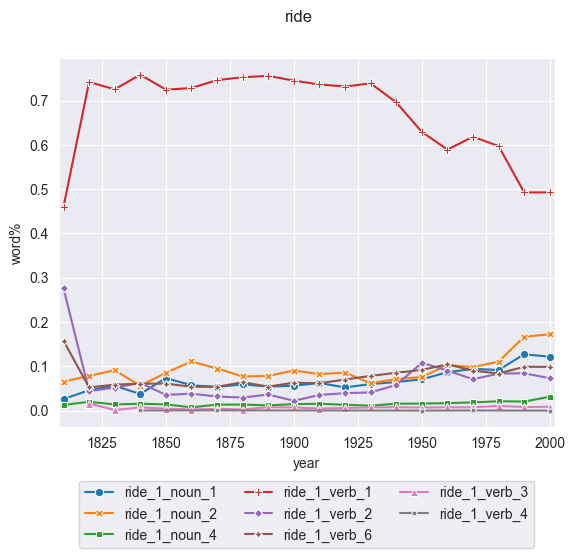 ride
0.7
0.6
0.5
0.4
0.3
0.2
0.1
0.0
word%
1825 1850 1875 1900 1925 1950 1975 2000
year
ride_1_noun_1 ride_1_verb_1 ride_1_verb_3
ride_1_noun_2 ride_1_verb_2 ride_1_verb_4
ride_1_noun_4 ride_1_verb_6